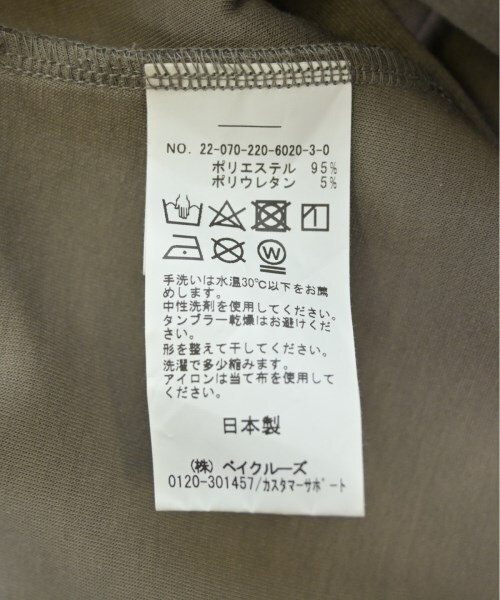 NO. 22-070-220-6020-3-0
ポリエステル 95%
ポリウレタン 5%
W
手洗いは水温30℃以下をお薦
めします。
中性洗剤を使用してください。
タンブラー乾燥はお避けくだ
さい。
形を整えて干してください。
洗濯で多少縮みます。
アイロンは当て布を使用して
ください。
日本製
(株) ベイクルーズ
0120-301457/カスタマーサポート